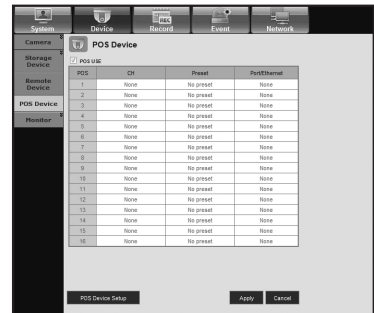 System Device Record Event Network
Camera
Storage Device
Remote Device
POS Device
Monitor
POS Device
POS USE
POS CH Preset Port/Ethernet
1 None No preset None
2 None No preset None
3 None No preset None
4 None No preset None
5 None No preset None
6 None No preset None
7 None No preset None
8 None No preset None
9 None No preset None
10 None No preset None
11 None No preset None
12 None No preset None
13 None No preset None
14 None No preset None
15 None No preset None
16 None No preset None
POS Device Setup Apply Cancel